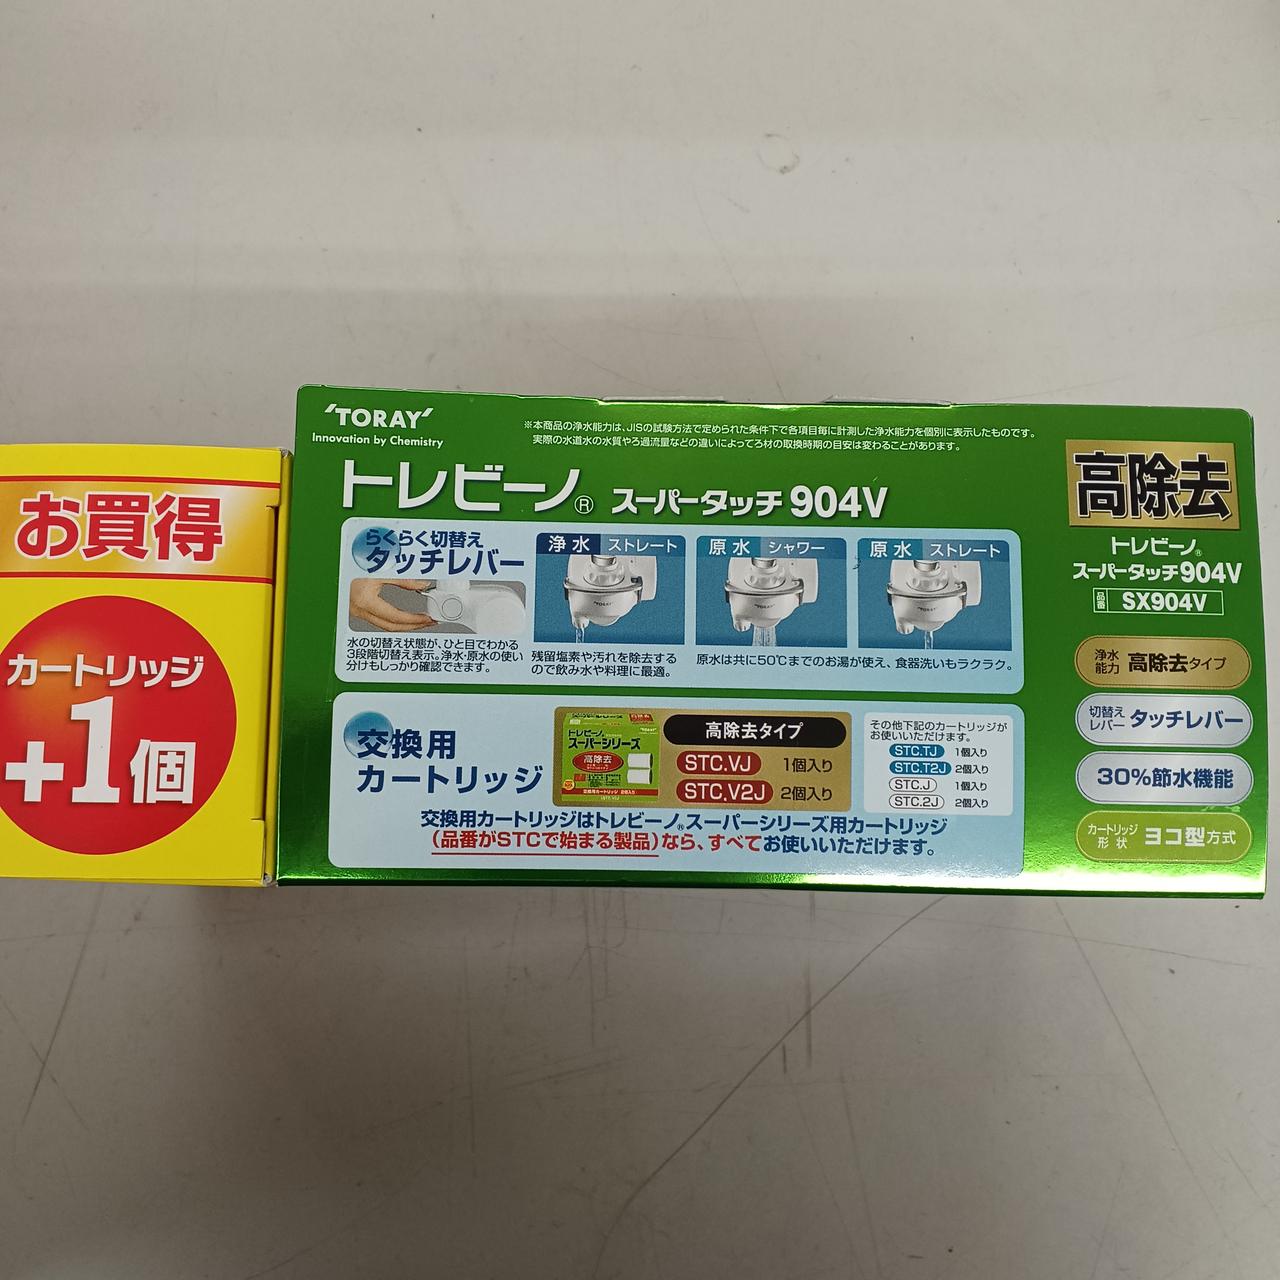 お買得
カートリッジ
+1個
'TORAY'
Innovation by Chemistry
※本商品の浄水能力は、JISの試験方法で定められた条件下で各項目毎に計測した浄水能力を個別に表示したものです。
実際の水道水の水質やろ過流量などの違いによってろ材の取換時期の目安は変わることがあります。
トレビーノ® スーパータッチ 904V
らくらく切替え
タッチレバー
水の切替え状態が、ひと目でわかる
3段階切替え表示。浄水・原水の使い
分けもしっかり確認できます。
浄水 ストレート
残留塩素や汚れを除去する
ので飲み水や料理に最適。
原水 シャワー
原水 ストレート
原水は共に50℃までのお湯が使え、食器洗いもラクラク。
交換用
カートリッジ
トレビーノ
スーパーシリーズ
高除去
高除去タイプ
STC.VJ 1個入り
STC.V2J 2個入り
その他下記のカートリッジが
お使いいただけます。
STC.TJ 1個入り
STC.T2J 2個入り
STC.J 1個入り
STC.2J 2個入り
交換用カートリッジはトレビーノ®スーパーシリーズ用カートリッジ
(品番がSTCで始まる製品)なら、すべてお使いいただけます。
高除去
トレビーノ®
スーパータッチ904V
品番 SX904V
浄水能力 高除去タイプ
切替えレバー タッチレバー
30%節水機能
カートリッジ形状 ヨコ型方式